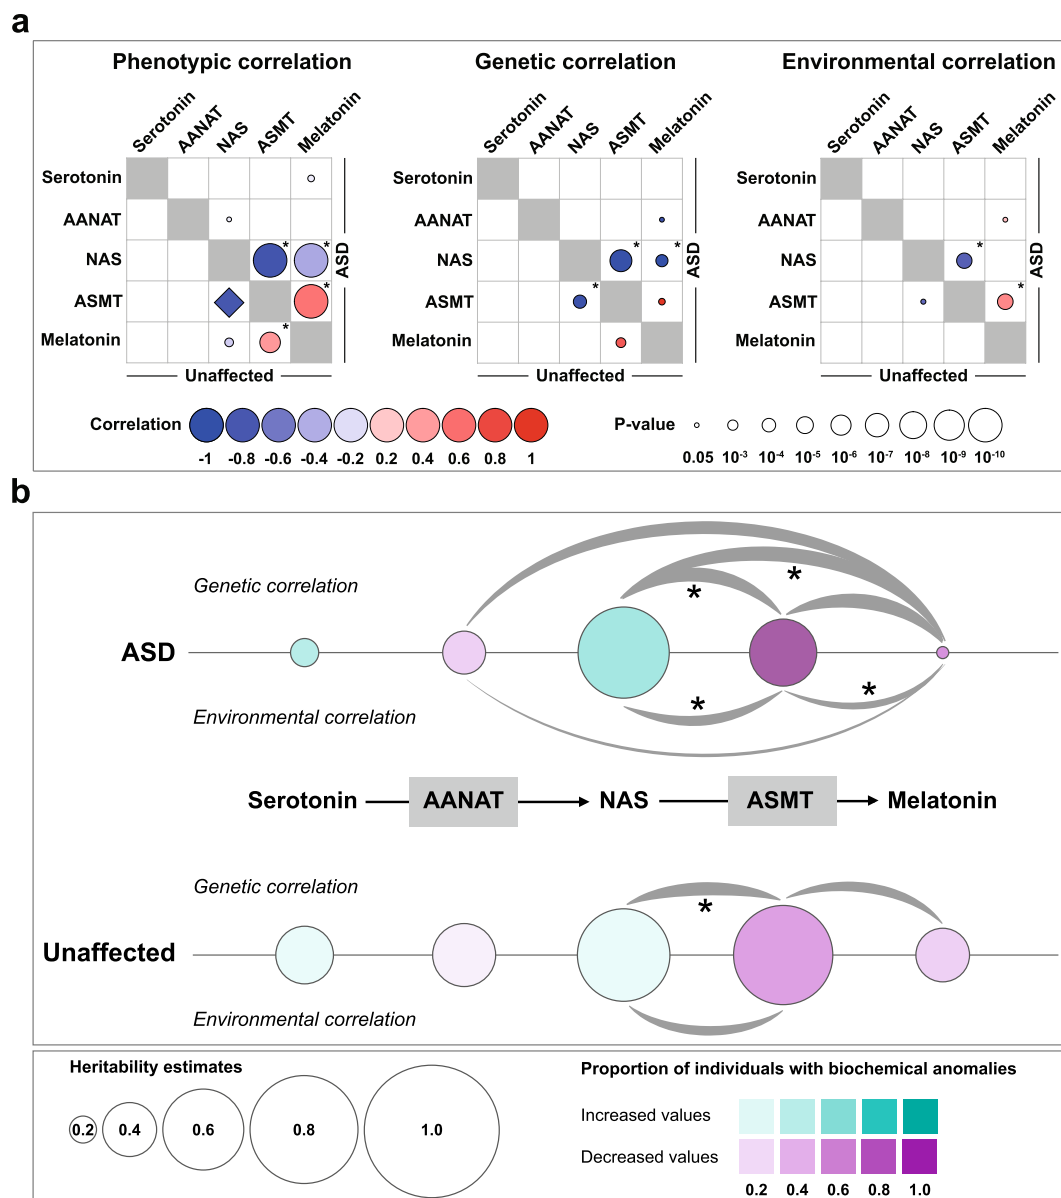 a
Phenotypic correlation
Genetic correlation
Environmental correlation
Serotonin AANAT NAS ASMT Melatonin
Serotonin AANAT NAS ASMT Melatonin
Serotonin AANAT NAS ASMT Melatonin
Serotonin
AANAT
NAS * *
ASMT *
Melatonin *
ASD
Unaffected
Serotonin
AANAT
NAS * *
ASMT *
Melatonin
ASD
Unaffected
Serotonin
AANAT
NAS *
ASMT *
Melatonin
ASD
Unaffected
Correlation
-1 -0.8 -0.6 -0.4 -0.2 0.2 0.4 0.6 0.8 1
P-value
0.05 10⁻³ 10⁻⁴ 10⁻⁵ 10⁻⁶ 10⁻⁷ 10⁻⁸ 10⁻⁹ 10⁻¹⁰
b
Genetic correlation
* *
ASD
Environmental correlation
* *
Serotonin AANAT NAS ASMT Melatonin
Genetic correlation
*
Unaffected
Environmental correlation
Heritability estimates
0.2 0.4 0.6 0.8 1.0
Proportion of individuals with biochemical anomalies
Increased values
Decreased values
0.2 0.4 0.6 0.8 1.0